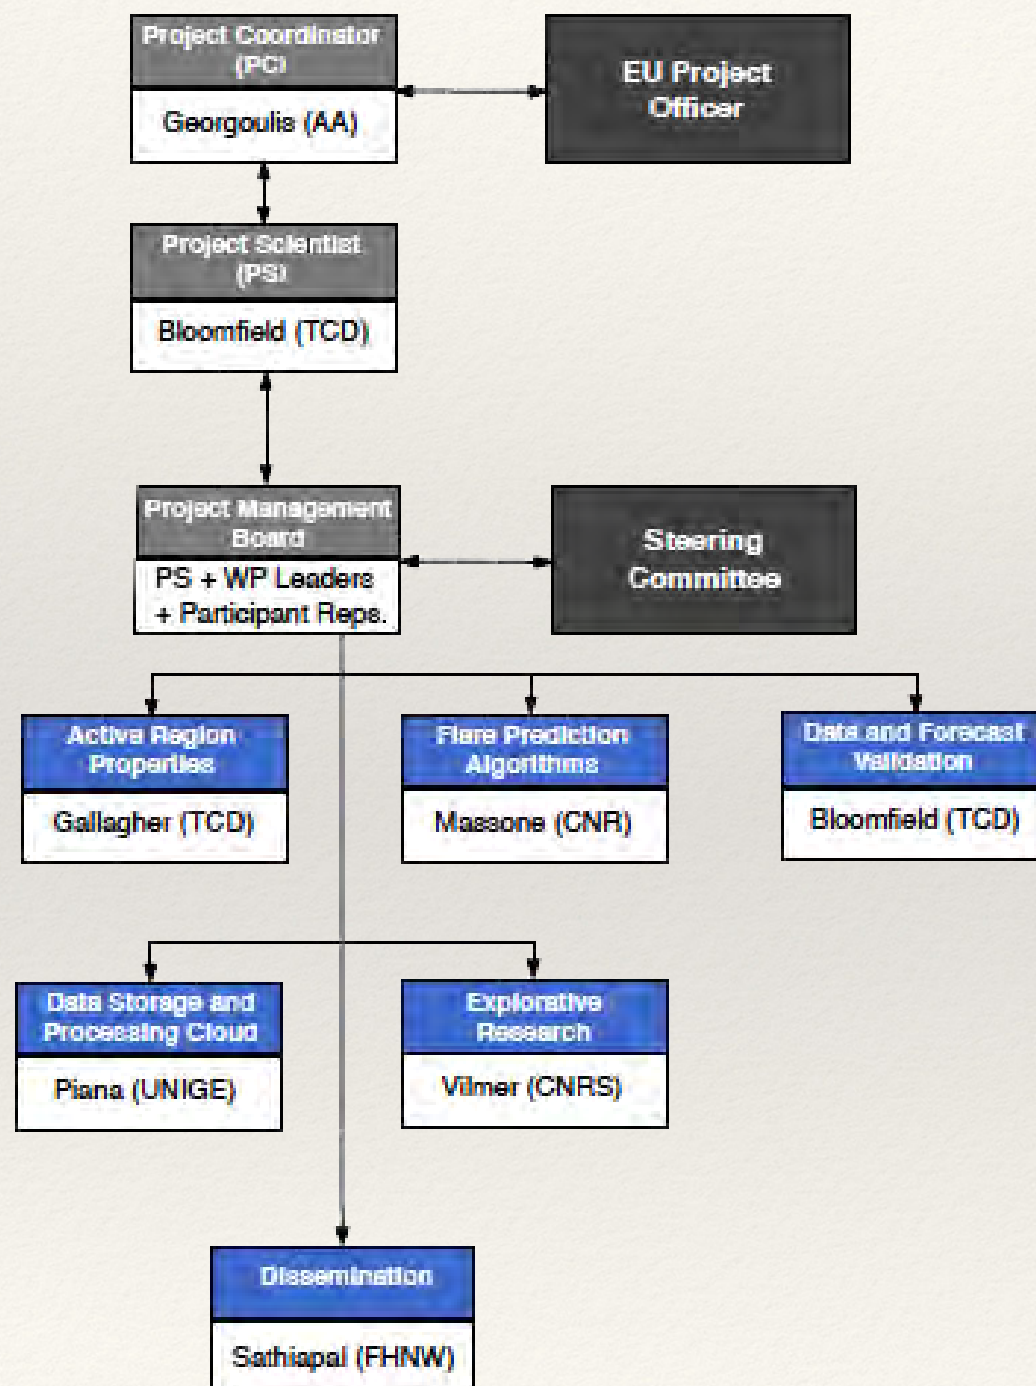 Project Coordinator
(PC)
Georgoulis (AA)
EU Project
Officer
Project Scientist
(PS)
Bloomfield (TCD)
Project Management
Board
PS + WP Leaders
+ Participant Reps.
Steering
Committee
Active Region
Properties
Gallagher (TCD)
Flare Prediction
Algorithms
Massone (CNR)
Data and Forecast
Validation
Bloomfield (TCD)
Data Storage and
Processing Cloud
Piana (UNIGE)
Explorative
Research
Vilmer (CNRS)
Dissemination
Sathiapal (FHNW)